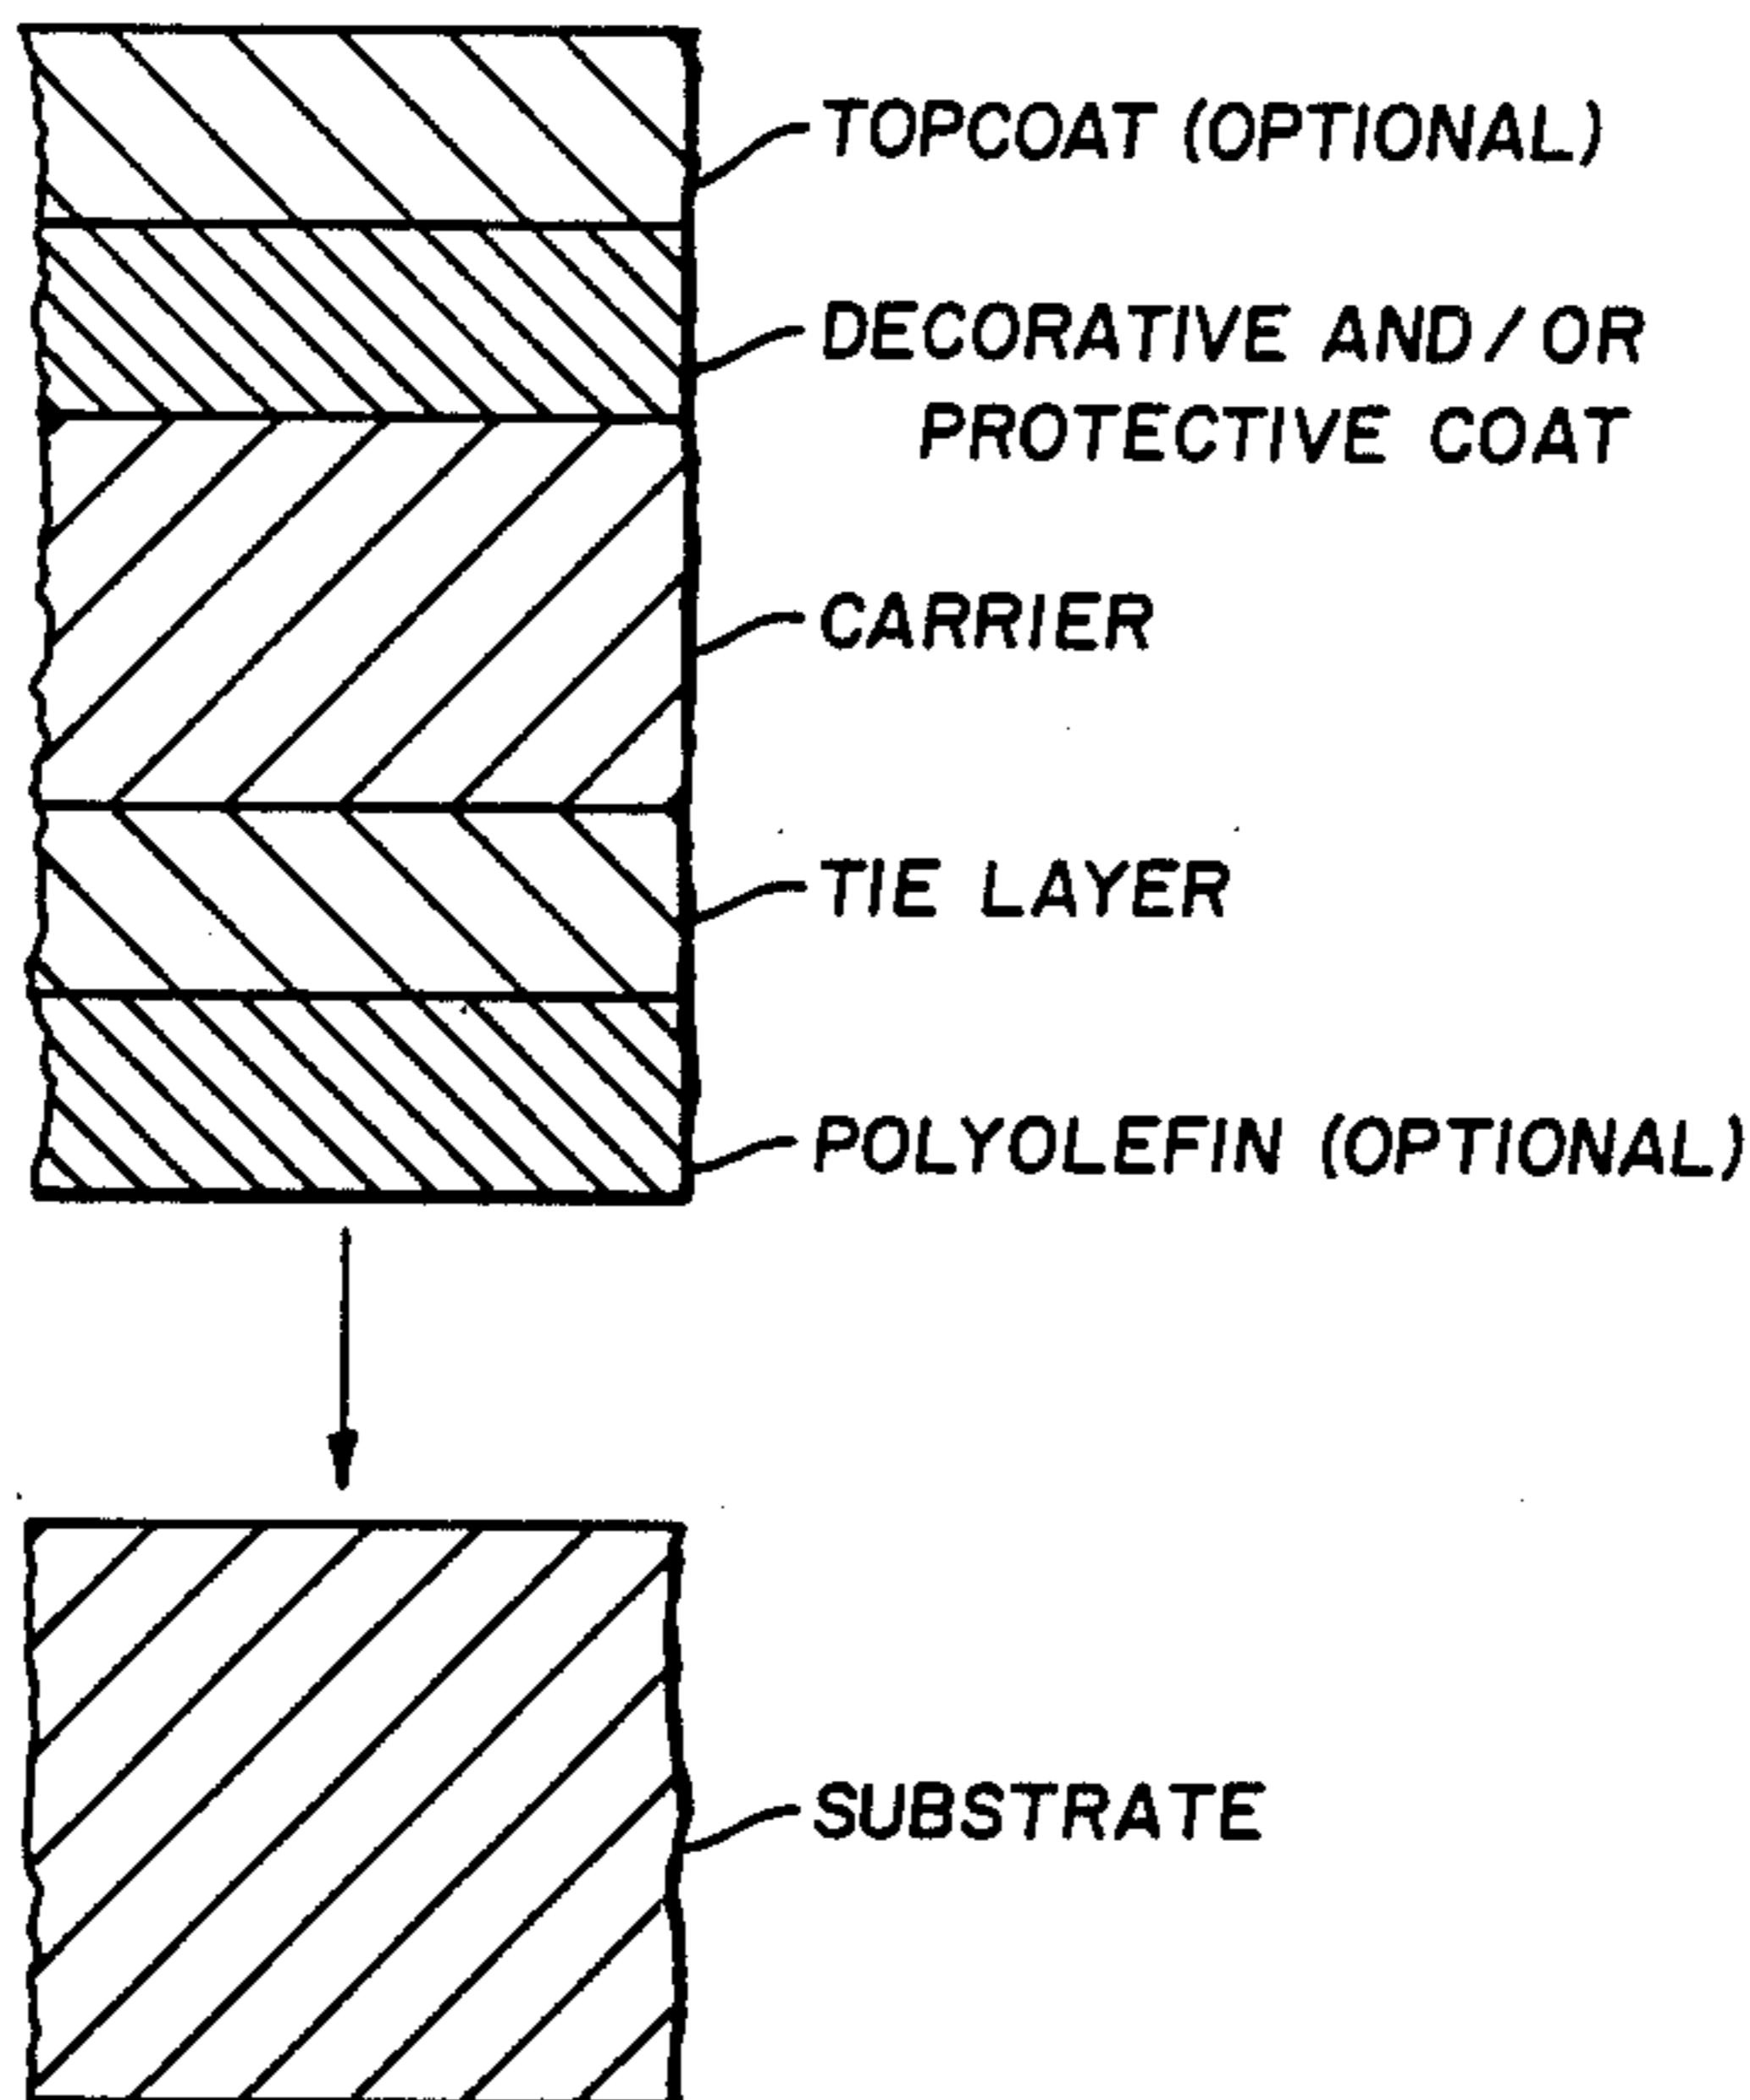 TOPCOAT (OPTIONAL)
DECORATIVE AND/OR
PROTECTIVE COAT
CARRIER
TIE LAYER
POLYOLEFIN (OPTIONAL)
SUBSTRATE